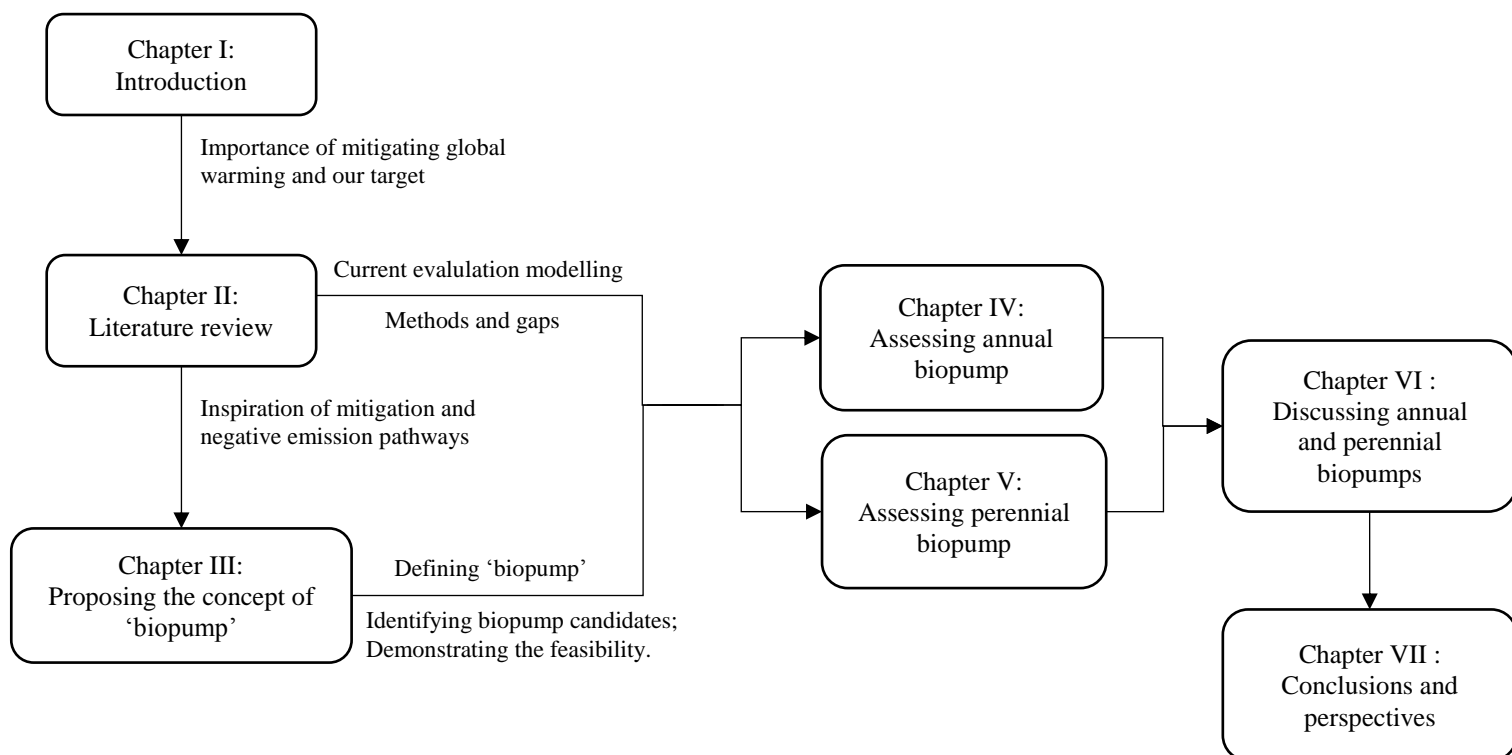 Chapter I:
Introduction
Importance of mitigating global
warming and our target
Chapter II:
Literature review
Current evalulation modelling
Methods and gaps
Inspiration of mitigation and
negative emission pathways
Chapter III:
Proposing the concept of
‘biopump’
Defining ‘biopump’
Identifying biopump candidates;
Demonstrating the feasibility.
Chapter IV:
Assessing annual
biopump
Chapter V:
Assessing perennial
biopump
Chapter VI :
Discussing annual
and perennial
biopumps
Chapter VII :
Conclusions and
perspectives